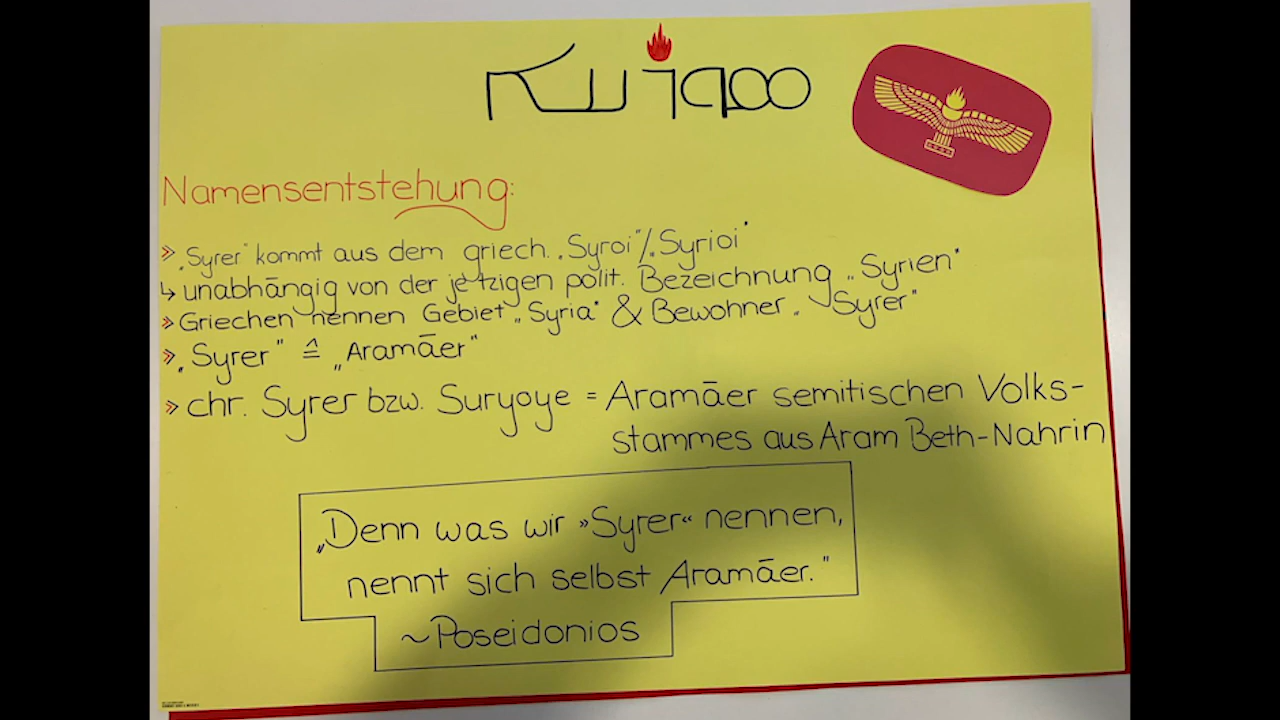 Namensentstehung:
» „Syrer" kommt aus dem griech. „Syroi"/„Syrioi"
↳ unabhängig von der jetzigen polit. Bezeichnung „Syrien"
» Griechen nennen Gebiet „Syria" & Bewohner „Syrer"
» „Syrer" ≙ „Aramäer"
» chr. Syrer bzw. Suryoye = Aramäer semitischen Volks-
stammes aus Aram Beth-Nahrin
„Denn was wir »Syrer« nennen,
nennt sich selbst Aramäer."
~Poseidonios